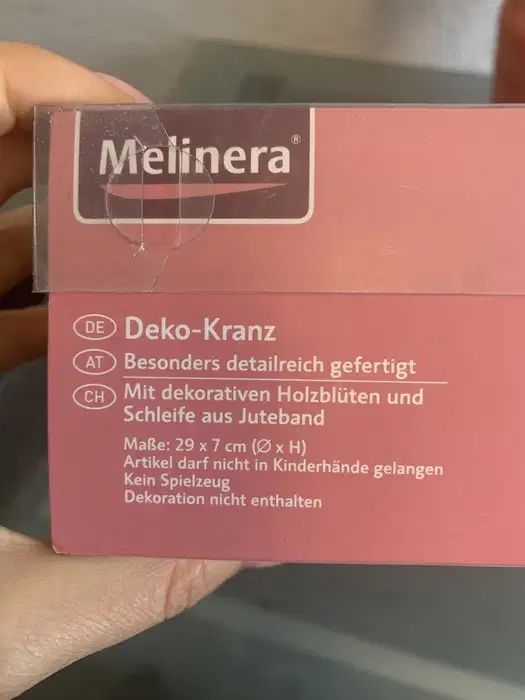 Melinera®
DE Deko-Kranz
AT Besonders detailreich gefertigt
CH Mit dekorativen Holzblüten und
Schleife aus Juteband
Maße: 29 x 7 cm (Ø x H)
Artikel darf nicht in Kinderhände gelangen
Kein Spielzeug
Dekoration nicht enthalten